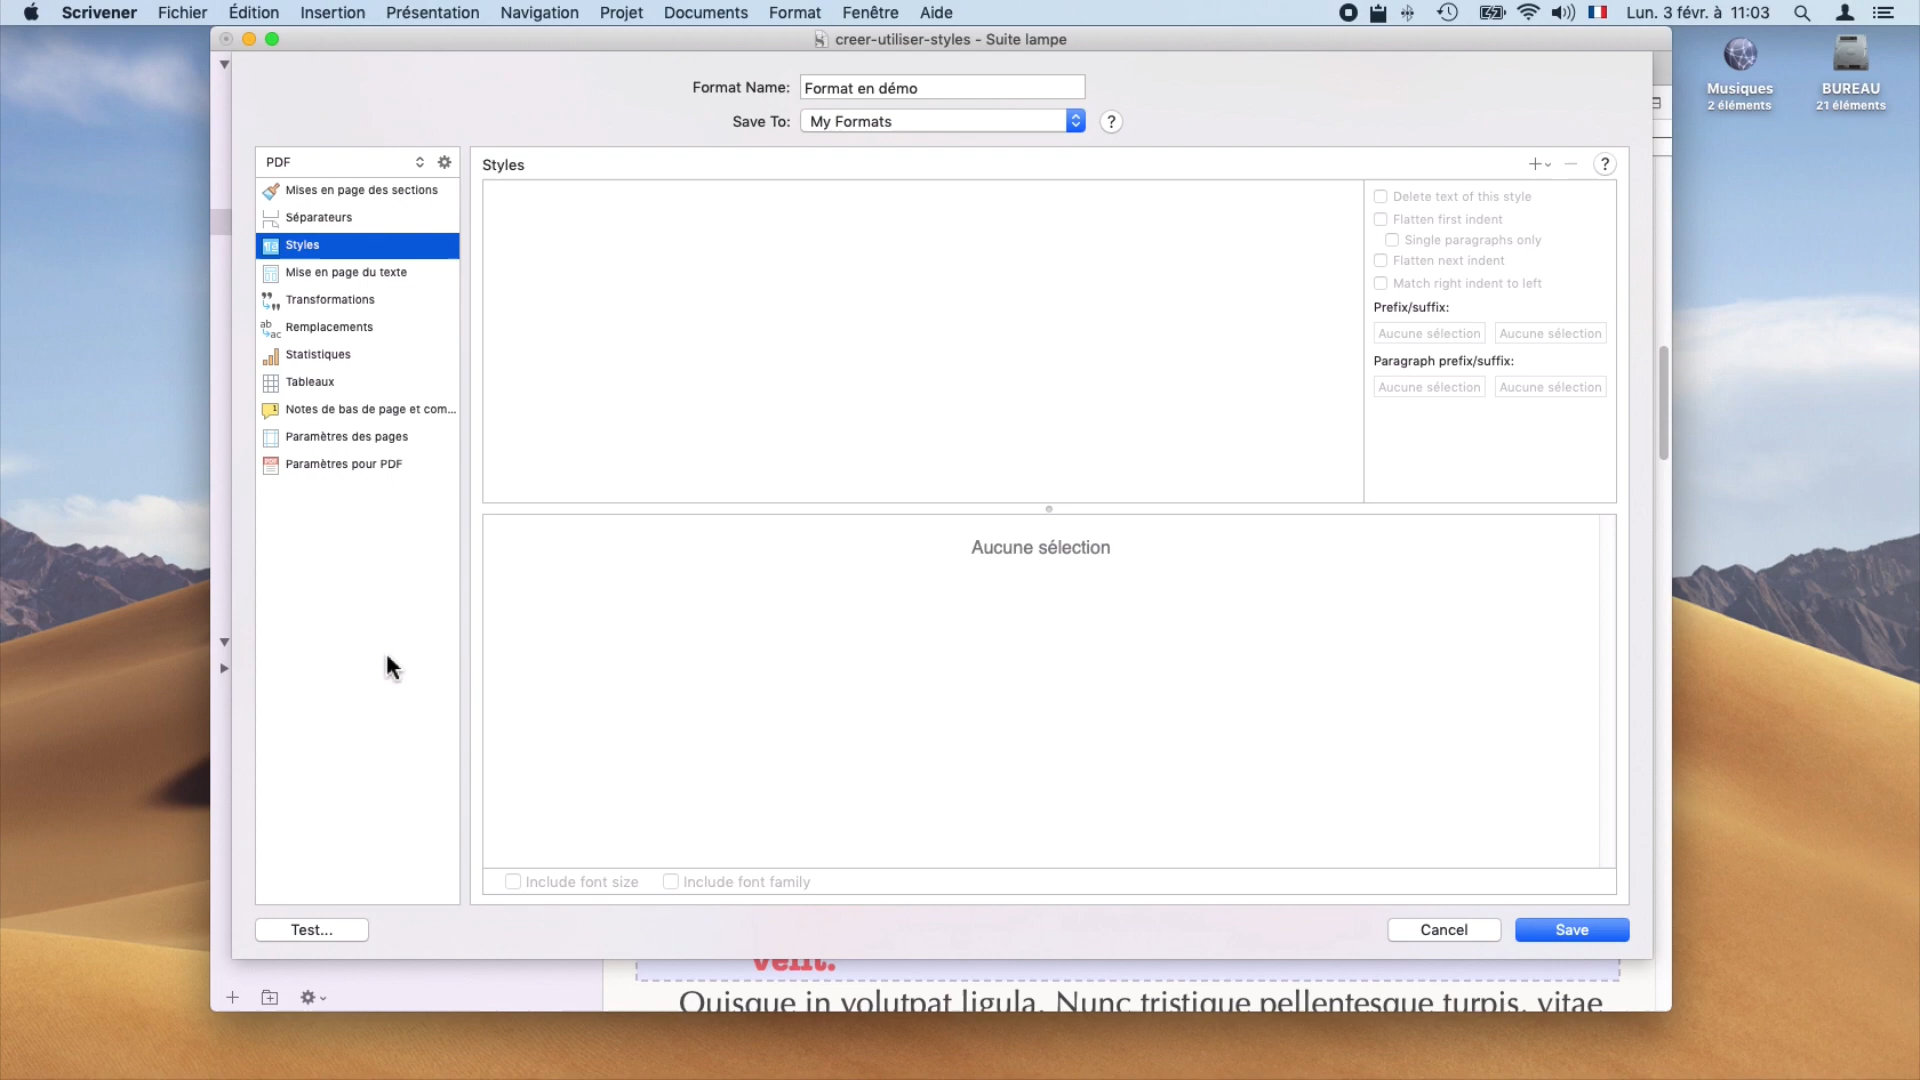 Scrivener Fichier Édition Insertion Présentation Navigation Projet Documents Format Fenêtre Aide Lun. 3 févr. à 11:03
creer-utiliser-styles - Suite lampe
Musiques
2 éléments
BUREAU
21 éléments
Format Name: Format en démo
Save To: My Formats ?
PDF
Mises en page des sections
Séparateurs
Styles
Mise en page du texte
Transformations
Remplacements
Statistiques
Tableaux
Notes de bas de page et com...
Paramètres des pages
Paramètres pour PDF
Styles ?
Delete text of this style
Flatten first indent
Single paragraphs only
Flatten next indent
Match right indent to left
Prefix/suffix:
Aucune sélection Aucune sélection
Paragraph prefix/suffix:
Aucune sélection Aucune sélection
Aucune sélection
Include font size Include font family
Test... Cancel Save
velit.
Quisque in volutpat ligula. Nunc tristique pellentesque turpis, vitae